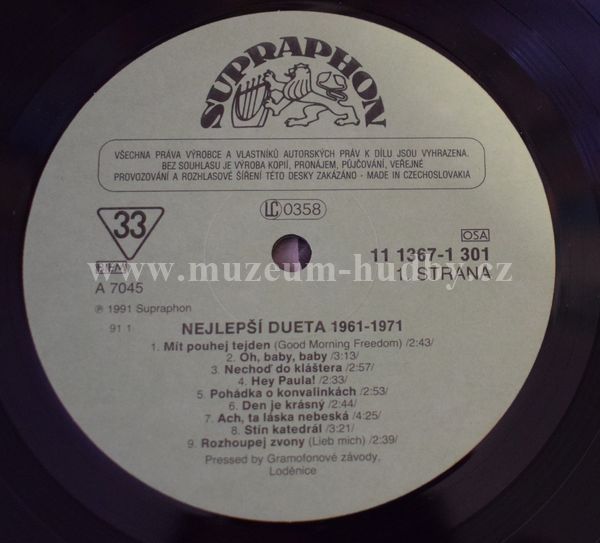 SUPRAPHON
VŠECHNA PRÁVA VÝROBCE A VLASTNÍKŮ AUTORSKÝCH PRÁV K DÍLU JSOU VYHRAZENA.
BEZ SOUHLASU JE VÝROBA KOPIÍ, PRONÁJEM, PŮJČOVÁNÍ, VEŘEJNÉ
PROVOZOVÁNÍ A ROZHLASOVÉ ŠÍŘENÍ TÉTO DESKY ZAKÁZÁNO - MADE IN CZECHOSLOVAKIA
33
LC 0358
OSA
11 1367-1 301
www.muzeum-hudby.cz
1. STRANA
A 7045
℗ 1991 Supraphon
91 1
NEJLEPŠÍ DUETA 1961-1971
1. Mít pouhej tejden (Good Morning Freedom) /2:43/
2. Óh, baby, baby /3:13/
3. Nechoď do kláštera /2:57/
4. Hey Paula! /2:33/
5. Pohádka o konvalinkách /2:53/
6. Den je krásný /2:44/
7. Ach, ta láska nebeská /4:25/
8. Stín katedrál /3:21/
9. Rozhoupej zvony (Lieb mich) /2:39/
Pressed by Gramofonové závody,
Loděnice